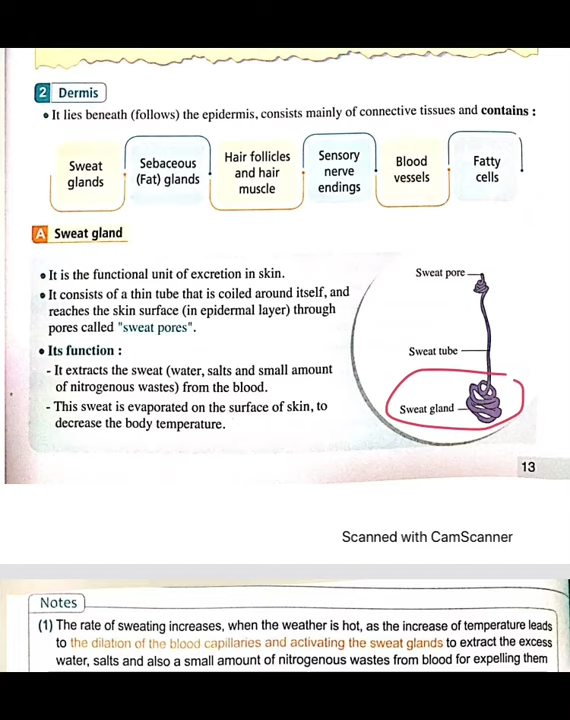 2 Dermis
• It lies beneath (follows) the epidermis, consists mainly of connective tissues and contains :
Sweat glands
Sebaceous (Fat) glands
Hair follicles and hair muscle
Sensory nerve endings
Blood vessels
Fatty cells
A Sweat gland
• It is the functional unit of excretion in skin.
• It consists of a thin tube that is coiled around itself, and
reaches the skin surface (in epidermal layer) through
pores called "sweat pores".
• Its function :
- It extracts the sweat (water, salts and small amount
of nitrogenous wastes) from the blood.
- This sweat is evaporated on the surface of skin, to
decrease the body temperature.
Sweat pore
Sweat tube
Sweat gland
13
Scanned with CamScanner
Notes
(1) The rate of sweating increases, when the weather is hot, as the increase of temperature leads
to the dilation of the blood capillaries and activating the sweat glands to extract the excess
water, salts and also a small amount of nitrogenous wastes from blood for expelling them